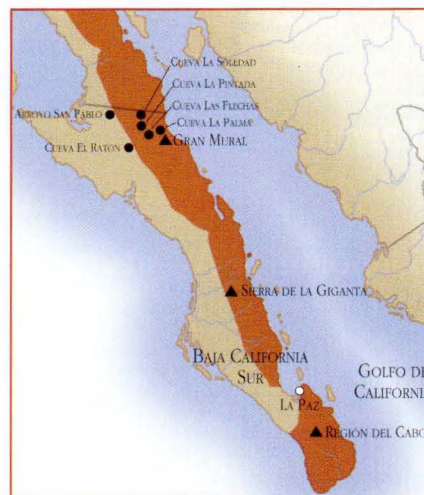 CUEVA LA SOLEDAD
CUEVA LA PINTADA
CUEVA LAS FLECHAS
ARROYO SAN PABLO
CUEVA LA PALMA
GRAN MURAL
CUEVA EL RATÓN
SIERRA DE LA GIGANTA
BAJA CALIFORNIA
SUR
GOLFO DE
CALIFORNIA
LA PAZ
REGIÓN DEL CABO